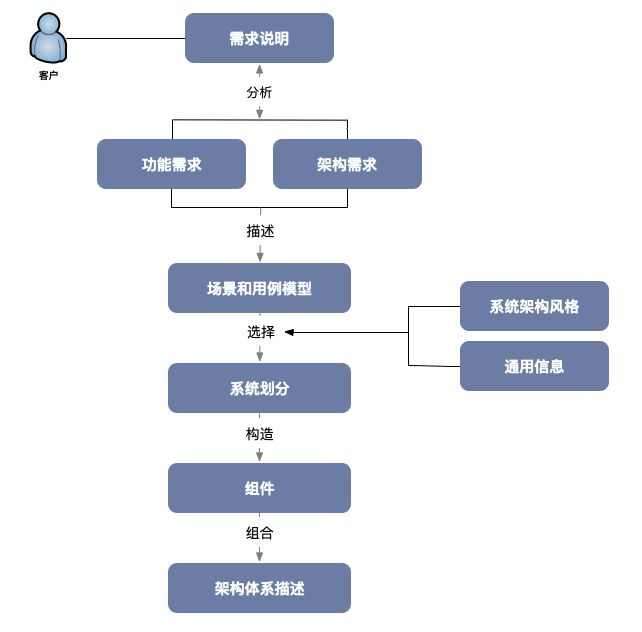 需求说明
客户
分析
功能需求
架构需求
描述
场景和用例模型
系统架构风格
选择
通用信息
系统划分
构造
组件
组合
架构体系描述